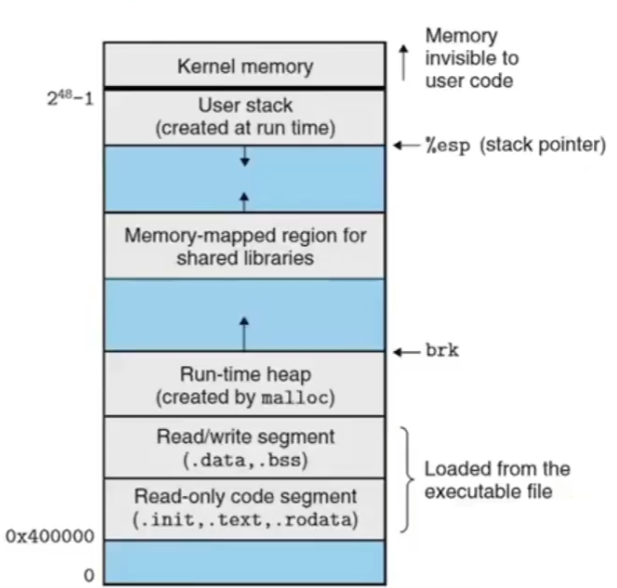 Memory
invisible to
user code
Kernel memory
2⁴⁸−1
User stack
(created at run time)
%esp (stack pointer)
Memory-mapped region for
shared libraries
brk
Run-time heap
(created by malloc)
Read/write segment
(.data,.bss)
Loaded from the
executable file
Read-only code segment
(.init,.text,.rodata)
0x400000
0